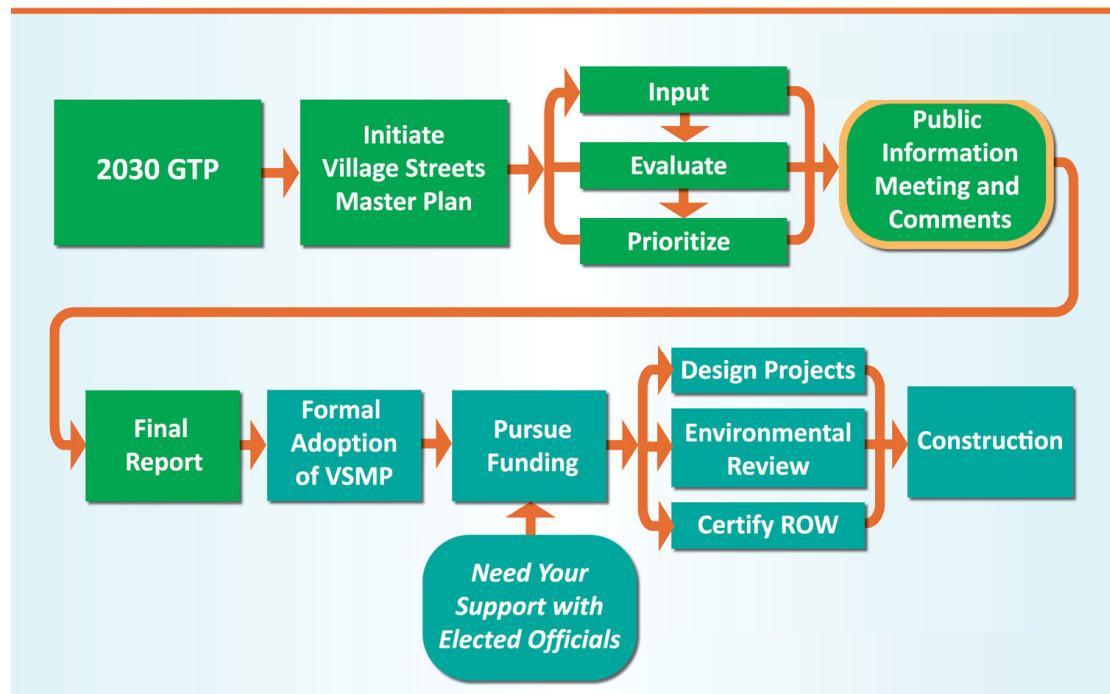 2030 GTP
Initiate
Village Streets
Master Plan
Input
Evaluate
Prioritize
Public
Information
Meeting and
Comments
Final
Report
Formal
Adoption
of VSMP
Pursue
Funding
Need Your
Support with
Elected Officials
Design Projects
Environmental
Review
Certify ROW
Construction